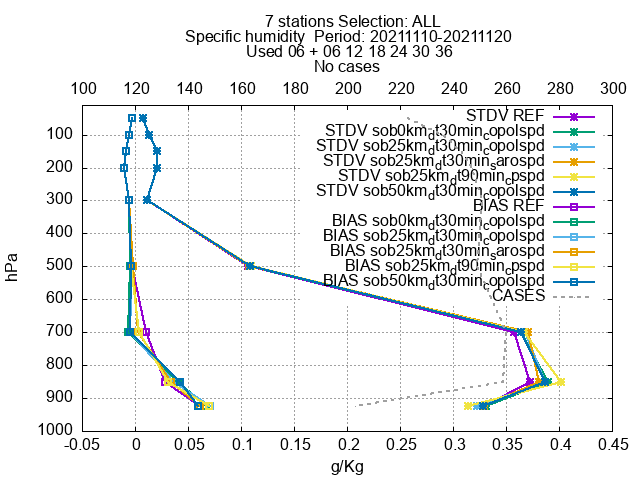 7 stations Selection: ALL
Specific humidity Period: 20211110-20211120
Used 06 + 06 12 18 24 30 36
No cases
100 120 140 160 180 200 220 240 260 280 300
STDV REF
STDV sob0km_dt30min_copolspd
STDV sob25km_dt30min_copolspd
STDV sob25km_dt30min_sarospd
STDV sob25km_dt90min_cpspd
STDV sob50km_dt30min_copolspd
BIAS REF
BIAS sob0km_dt30min_copolspd
BIAS sob25km_dt30min_copolspd
BIAS sob25km_dt30min_sarospd
BIAS sob25km_dt90min_cpspd
BIAS sob50km_dt30min_copolspd
CASES
hPa
100
200
300
400
500
600
700
800
900
1000
-0.05 0 0.05 0.1 0.15 0.2 0.25 0.3 0.35 0.4 0.45
g/Kg